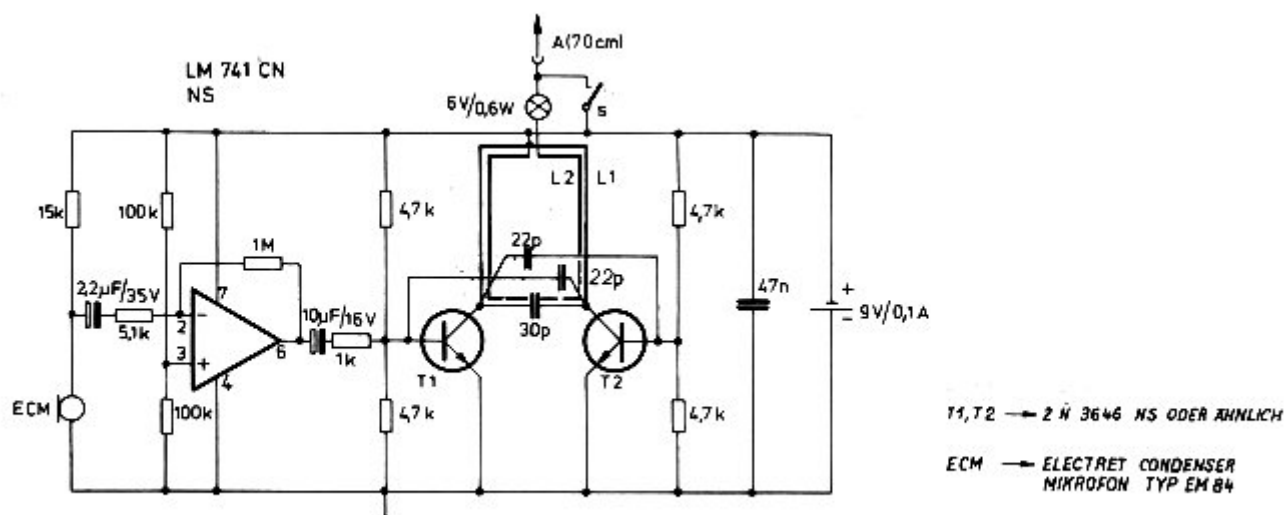 A(70cm)
LM 741 CN
NS
6V/0,6W
S
L2 L1
15k
100k
4,7k
4,7k
1M
22p
22p
2,2µF/35V
7
47n
+
-
9V/0,1A
2 -
5,1k
10µF/16V
30p
6
1k
3 +
4
T1
T2
ECM
100k
4,7k
4,7k
T1, T2 → 2 N 3646 NS ODER ÄHNLICH
ECM → ELECTRET CONDENSER
MIKROFON TYP EM 84